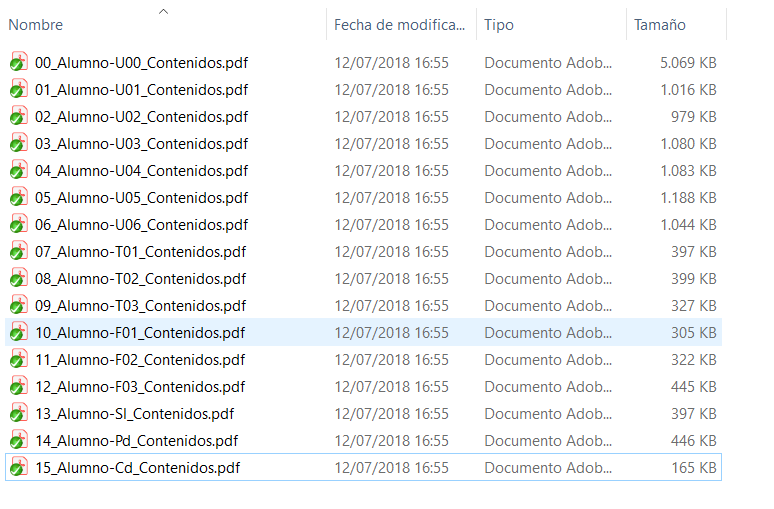 Nombre Fecha de modifica... Tipo Tamaño
00_Alumno-U00_Contenidos.pdf 12/07/2018 16:55 Documento Adob... 5.069 KB
01_Alumno-U01_Contenidos.pdf 12/07/2018 16:55 Documento Adob... 1.016 KB
02_Alumno-U02_Contenidos.pdf 12/07/2018 16:55 Documento Adob... 979 KB
03_Alumno-U03_Contenidos.pdf 12/07/2018 16:55 Documento Adob... 1.080 KB
04_Alumno-U04_Contenidos.pdf 12/07/2018 16:55 Documento Adob... 1.083 KB
05_Alumno-U05_Contenidos.pdf 12/07/2018 16:55 Documento Adob... 1.188 KB
06_Alumno-U06_Contenidos.pdf 12/07/2018 16:55 Documento Adob... 1.044 KB
07_Alumno-T01_Contenidos.pdf 12/07/2018 16:55 Documento Adob... 397 KB
08_Alumno-T02_Contenidos.pdf 12/07/2018 16:55 Documento Adob... 399 KB
09_Alumno-T03_Contenidos.pdf 12/07/2018 16:55 Documento Adob... 327 KB
10_Alumno-F01_Contenidos.pdf 12/07/2018 16:55 Documento Adob... 305 KB
11_Alumno-F02_Contenidos.pdf 12/07/2018 16:55 Documento Adob... 322 KB
12_Alumno-F03_Contenidos.pdf 12/07/2018 16:55 Documento Adob... 445 KB
13_Alumno-SI_Contenidos.pdf 12/07/2018 16:55 Documento Adob... 397 KB
14_Alumno-Pd_Contenidos.pdf 12/07/2018 16:55 Documento Adob... 446 KB
15_Alumno-Cd_Contenidos.pdf 12/07/2018 16:55 Documento Adob... 165 KB